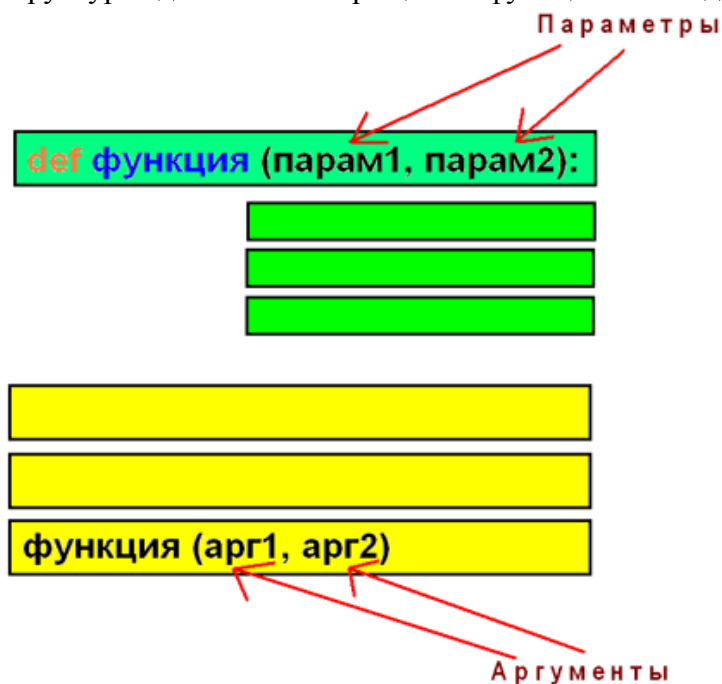 Параметры
def функция (парам1, парам2):
функция (арг1, арг2)
Аргументы